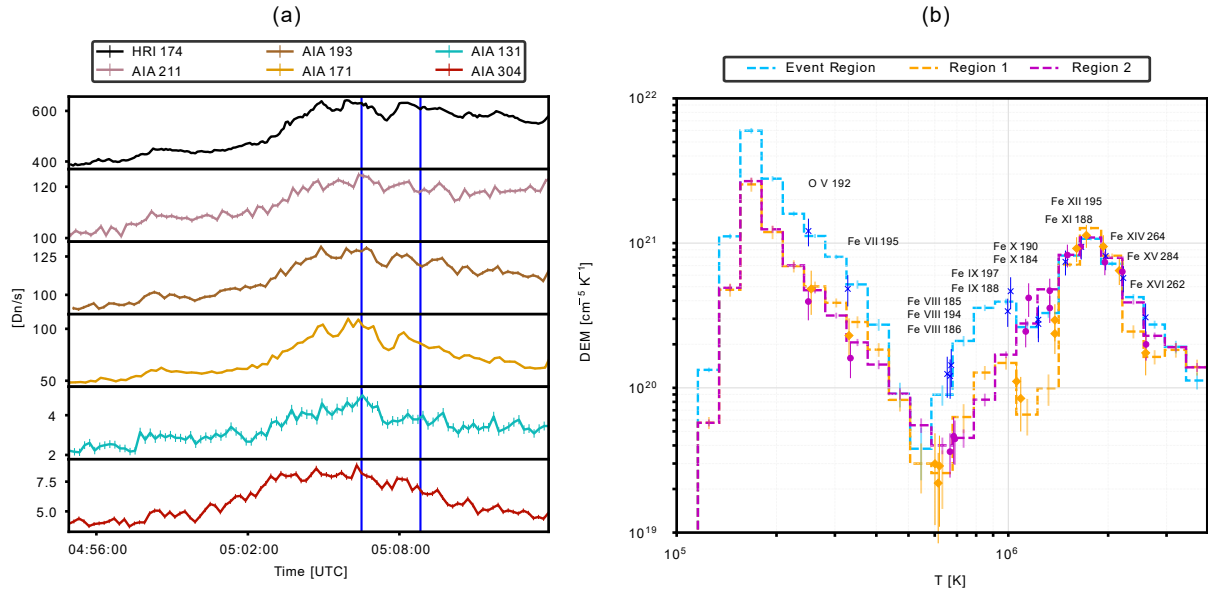 (a)
HRI 174
AIA 193
AIA 131
AIA 211
AIA 171
AIA 304
600
400
120
100
125
100
100
50
4
2
7.5
5.0
[Dn/s]
04:56:00
05:02:00
05:08:00
Time [UTC]
(b)
Event Region
Region 1
Region 2
10²²
10²¹
10²⁰
10¹⁹
DEM [cm⁻⁵ K⁻¹]
O V 192
Fe VII 195
Fe VIII 185
Fe VIII 194
Fe VIII 186
Fe IX 197
Fe IX 188
Fe X 190
Fe X 184
Fe XII 195
Fe XI 188
Fe XIV 264
Fe XV 284
Fe XVI 262
10⁵
10⁶
T [K]